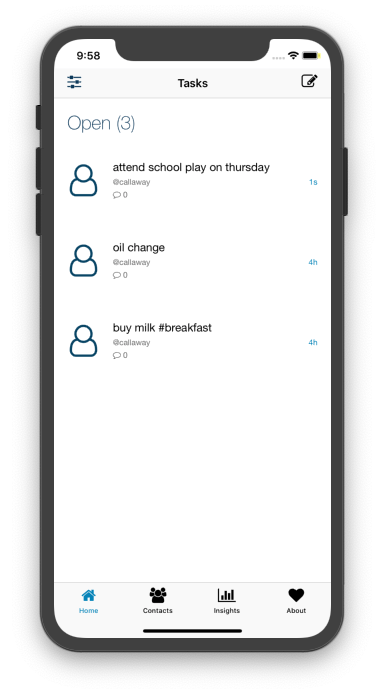 9:58
Tasks
Open (3)
attend school play on thursday
@callaway
1s
0
oil change
@callaway
4h
0
buy milk #breakfast
@callaway
4h
0
Home Contacts Insights About